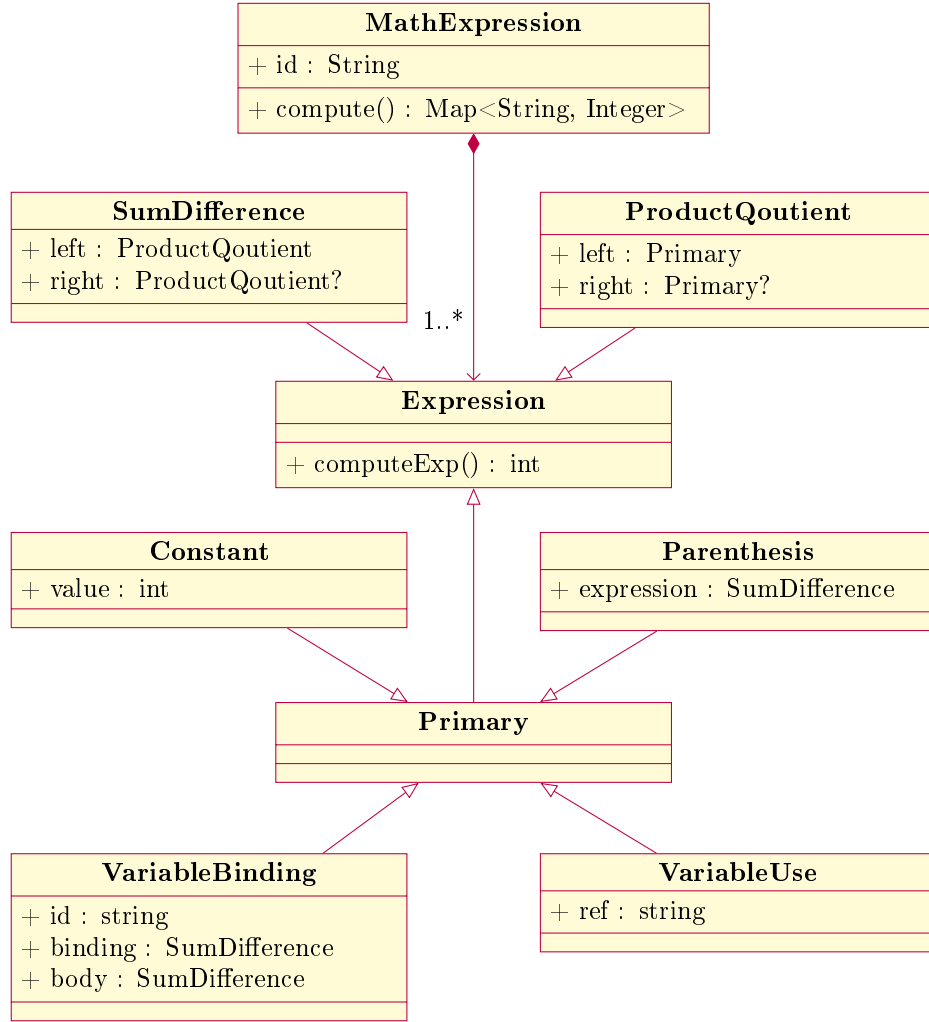 MathExpression
+ id : String
+ compute() : Map<String, Integer>
SumDifference
+ left : ProductQoutient
+ right : ProductQoutient?
ProductQoutient
+ left : Primary
+ right : Primary?
1..*
Expression
+ computeExp() : int
Constant
+ value : int
Parenthesis
+ expression : SumDifference
Primary
VariableBinding
+ id : string
+ binding : SumDifference
+ body : SumDifference
VariableUse
+ ref : string